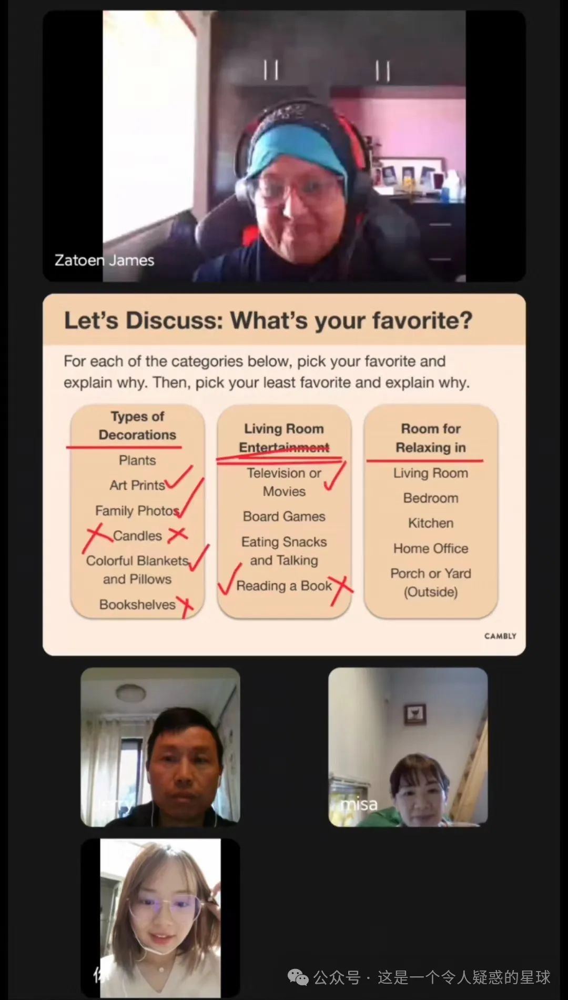 Zatoen James
Let's Discuss: What's your favorite?
For each of the categories below, pick your favorite and
explain why. Then, pick your least favorite and explain why.
Types of
Decorations
Plants
Art Prints
Family Photos
Candles
Colorful Blankets
and Pillows
Bookshelves
Living Room
Entertainment
Television or
Movies
Board Games
Eating Snacks
and Talking
Reading a Book
Room for
Relaxing in
Living Room
Bedroom
Kitchen
Home Office
Porch or Yard
(Outside)
CAMBLY
misa
你
公众号 · 这是一个令人疑惑的星球